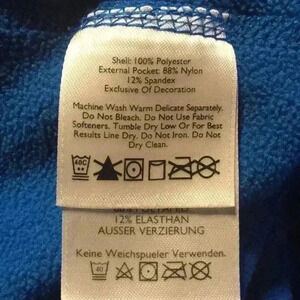 Shell: 100% Polyester
External Pocket: 88% Nylon
12% Spandex
Exclusive Of Decoration
Machine Wash Warm Delicate Separately.
Do Not Bleach. Do Not Use Fabric
Softeners. Tumble Dry Low Or For Best
Results Line Dry. Do Not Iron. Do Not
Dry Clean.
40C
12% ELASTHAN
AUSSER VERZIERUNG
Keine Weichspueler Verwenden.
40